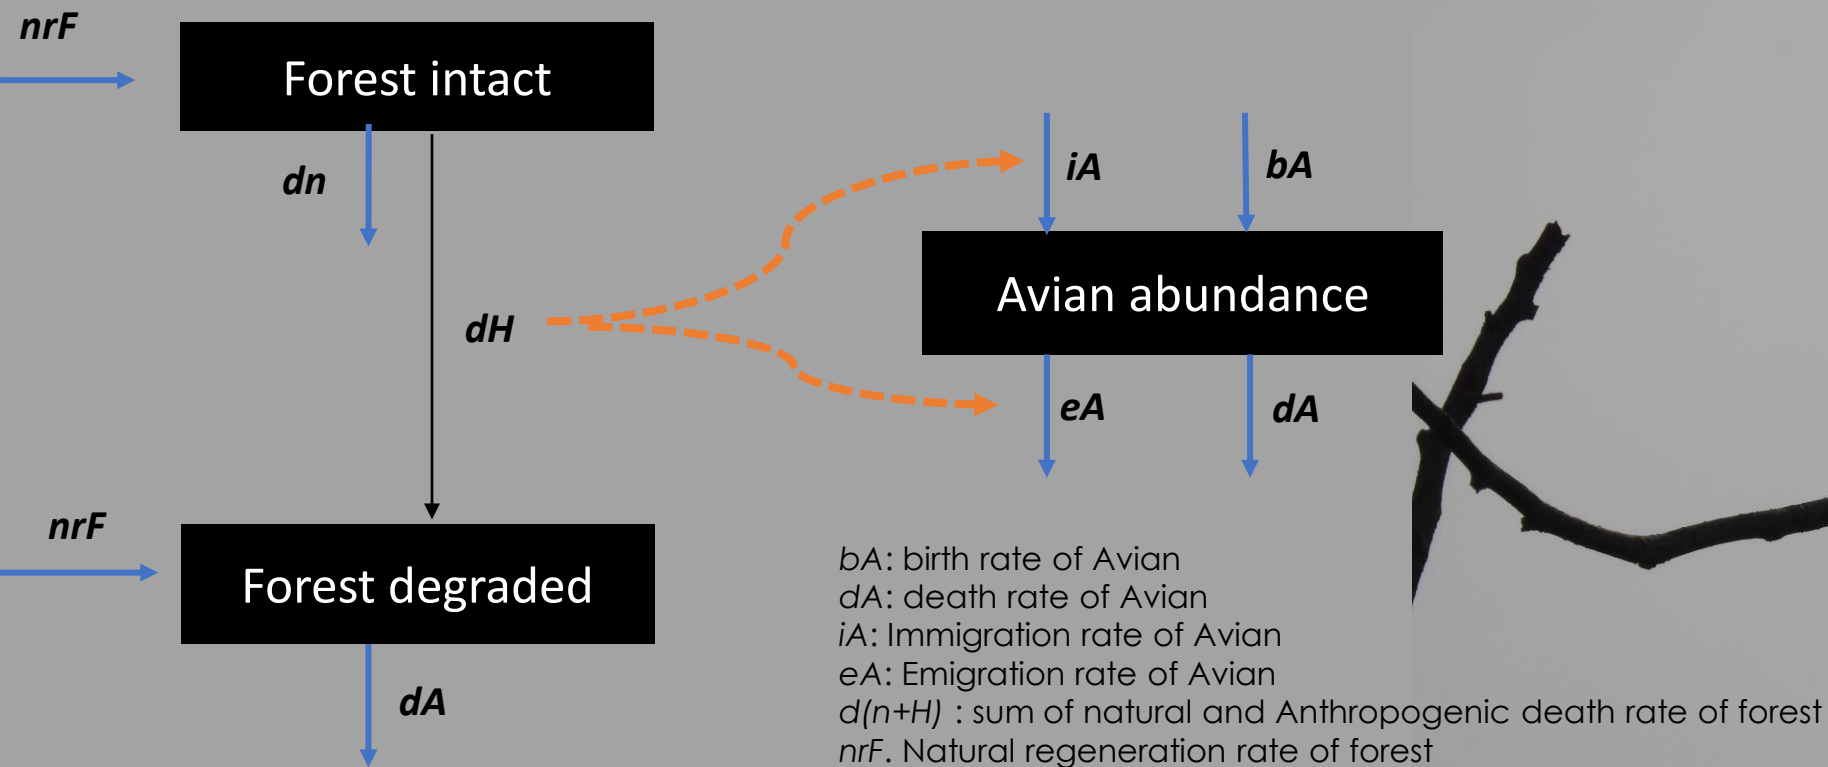 nrF
Forest intact
dn
iA
bA
Avian abundance
dH
eA
dA
nrF
Forest degraded
dA
bA: birth rate of Avian
dA: death rate of Avian
iA: Immigration rate of Avian
eA: Emigration rate of Avian
d(n+H) : sum of natural and Anthropogenic death rate of forest
nrF. Natural regeneration rate of forest